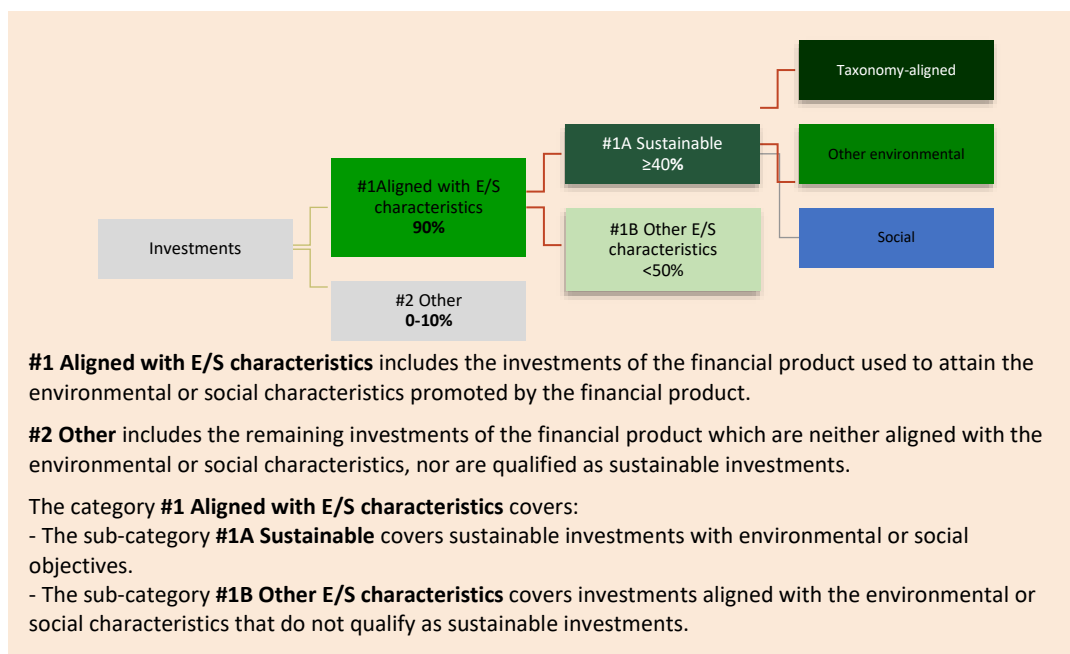 Taxonomy-aligned
#1A Sustainable
≥40%
Other environmental
#1Aligned with E/S
characteristics
90%
#1B Other E/S
characteristics
<50%
Social
Investments
#2 Other
0-10%
#1 Aligned with E/S characteristics includes the investments of the financial product used to attain the
environmental or social characteristics promoted by the financial product.
#2 Other includes the remaining investments of the financial product which are neither aligned with the
environmental or social characteristics, nor are qualified as sustainable investments.
The category #1 Aligned with E/S characteristics covers:
- The sub-category #1A Sustainable covers sustainable investments with environmental or social
objectives.
- The sub-category #1B Other E/S characteristics covers investments aligned with the environmental or
social characteristics that do not qualify as sustainable investments.